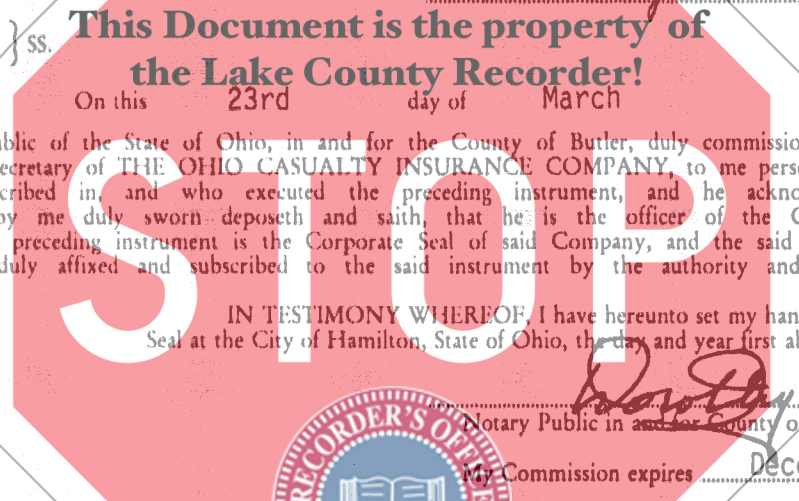 This Document is the property of
} ss.
the Lake County Recorder!
On this 23rd day of March
blic of the State of Ohio, in and for the County of Butler, duly commissio
ecretary of THE OHIO CASUALTY INSURANCE COMPANY, to me pers
cribed in, and who executed the preceding instrument, and he ackno
by me duly sworn deposeth and saith, that he is the officer of the C
preceding instrument is the Corporate Seal of said Company, and the said
duly affixed and subscribed to the said instrument by the authority and
STOP
IN TESTIMONY WHEREOF, I have hereunto set my han
Seal at the City of Hamilton, State of Ohio, the day and year first al
Dorothy
RECORDER'S OFFICE
Notary Public in and for County o
My Commission expires Dece